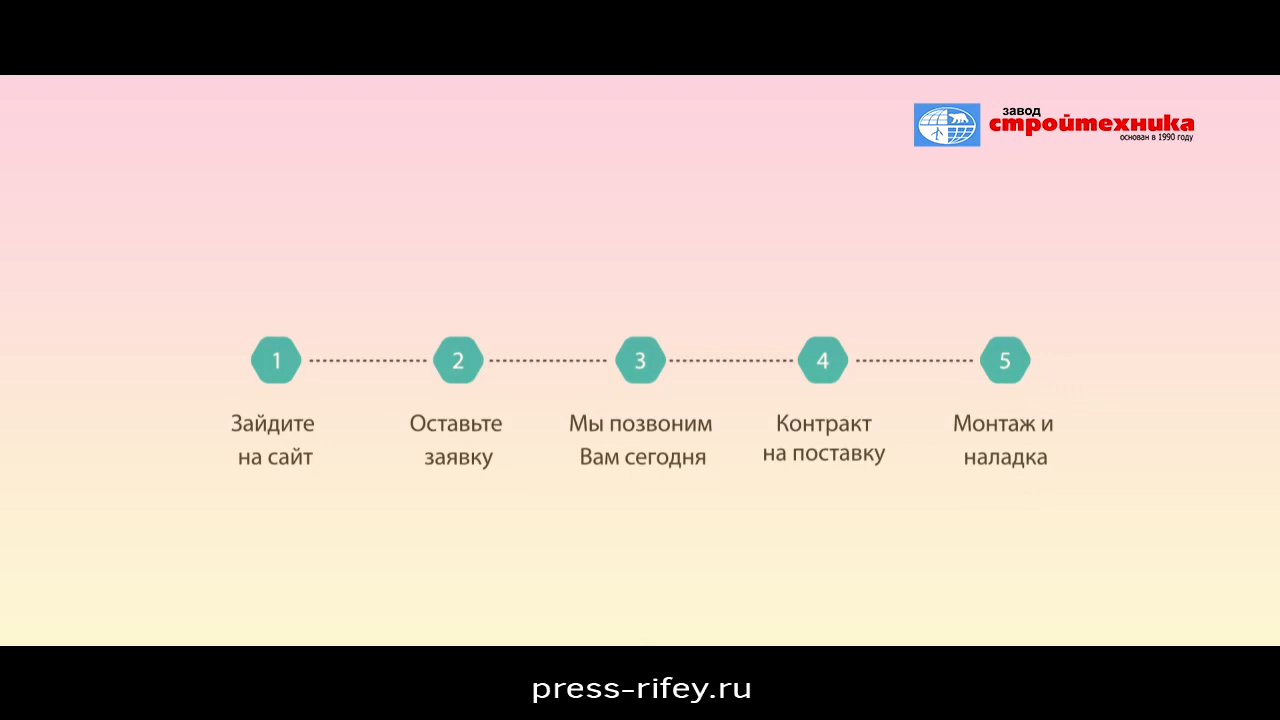 завод
стройтехника
основан в 1990 году
1
2
3
4
5
Зайдите
на сайт
Оставьте
заявку
Мы позвоним
Вам сегодня
Контракт
на поставку
Монтаж и
наладка
press-rifey.ru